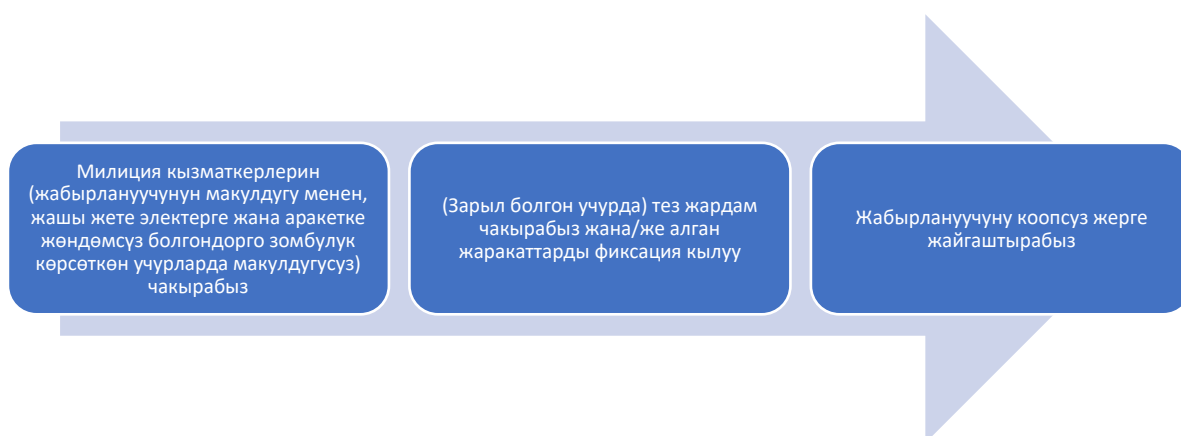 Милиция кызматкерлерин
(жабырлануучунун макулдугу менен,
жашы жете электерге жана аракетке
жөндөмсүз болгондорго зомбулук
көрсөткөн учурларда макулдугусуз)
чакырабыз
(Зарыл болгон учурда) тез жардам
чакырабыз жана/же алган
жаракаттарды фиксация кылуу
Жабырлануучуну коопсуз жерге
жайгаштырабыз